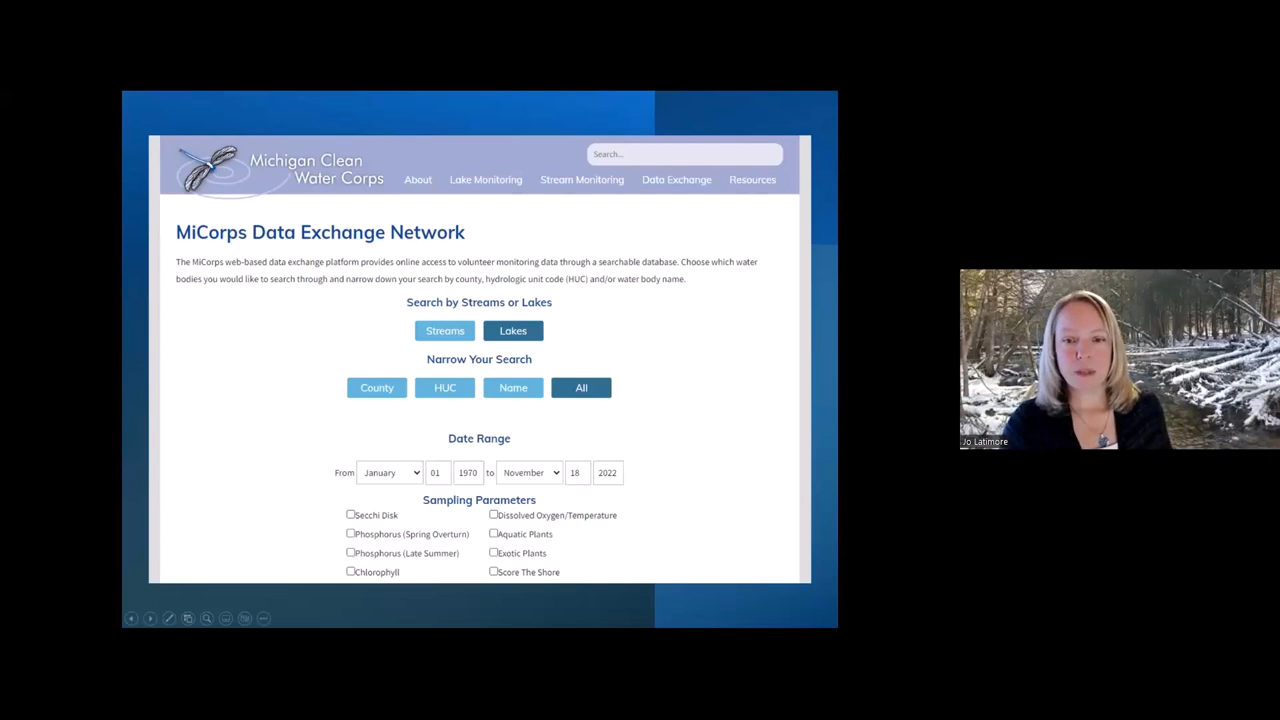 Michigan Clean
Water Corps
Search...
About Lake Monitoring Stream Monitoring Data Exchange Resources
MiCorps Data Exchange Network
The MiCorps web-based data exchange platform provides online access to volunteer monitoring data through a searchable database. Choose which water
bodies you would like to search through and narrow down your search by county, hydrologic unit code (HUC) and/or water body name.
Search by Streams or Lakes
Streams Lakes
Narrow Your Search
County HUC Name All
Date Range
From January 01 1970 to November 18 2022
Sampling Parameters
Secchi Disk Dissolved Oxygen/Temperature
Phosphorus (Spring Overturn) Aquatic Plants
Phosphorus (Late Summer) Exotic Plants
Chlorophyll Score The Shore
Jo Latimore